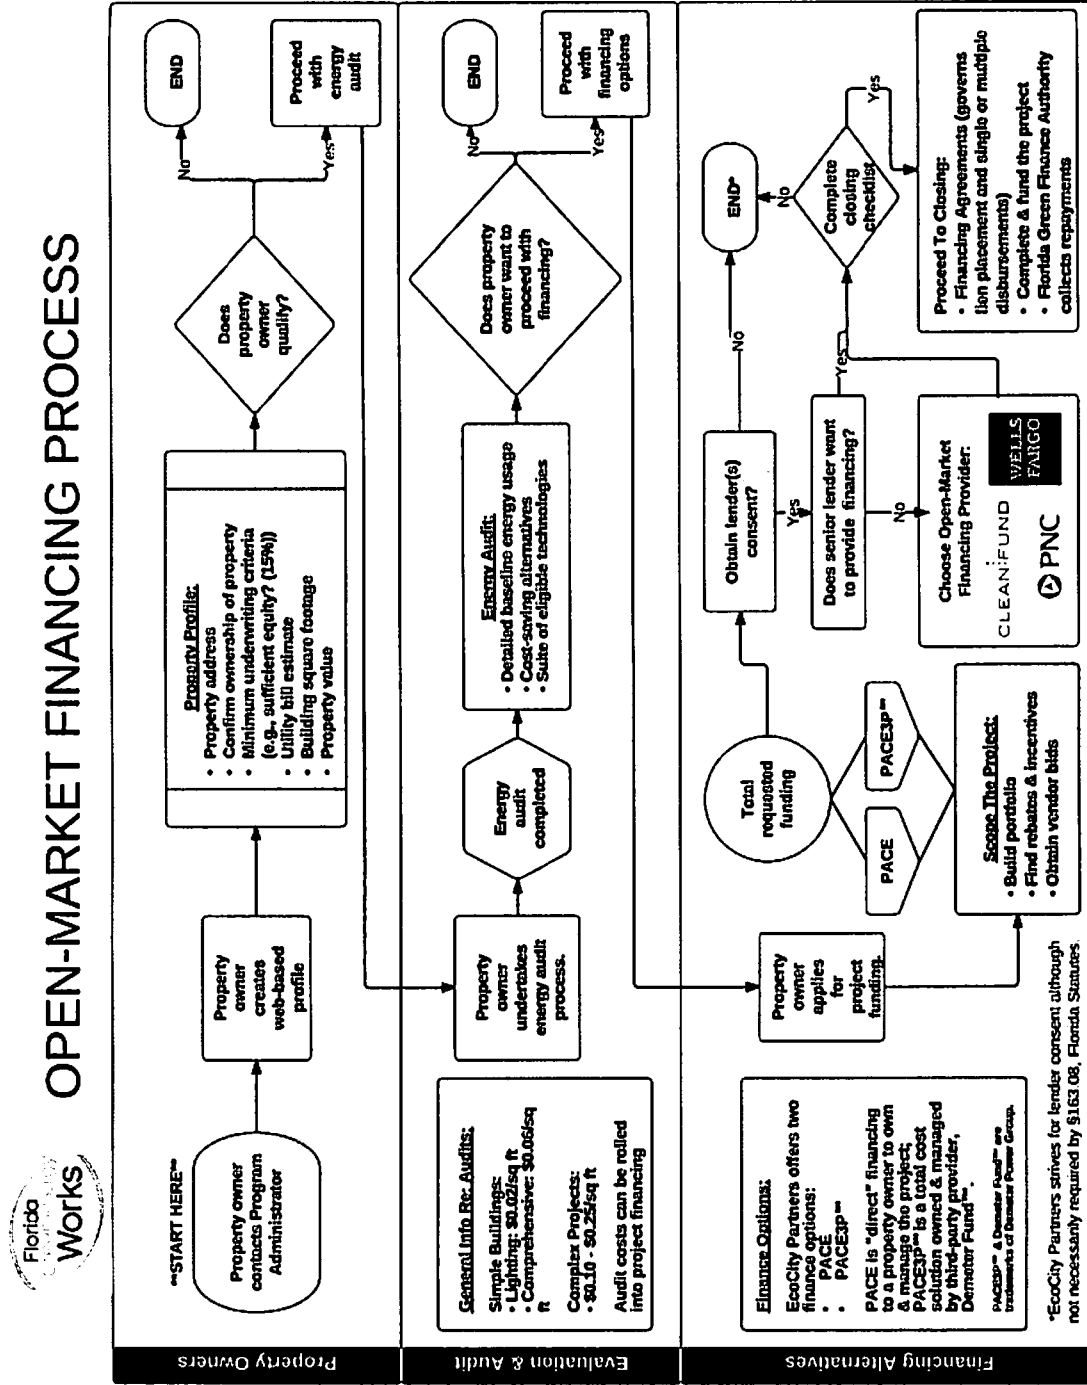 Florida
Works
OPEN-MARKET FINANCING PROCESS
Property Owners
**START HERE**
Property owner
contacts Program
Administrator
Property
owner
creates
web-based
profile
Property Profile:
• Property address
• Confirm ownership of property
• Minimum underwriting criteria
(e.g., sufficient equity? (15%))
• Utility bill estimate
• Building square footage
• Property value
Does
property
owner
qualify?
No
END
Yes
Proceed
with
energy
audit
Evaluation & Audit
General Info Re: Audits:
Simple Buildings:
• Lighting: $0.02/sq ft
• Comprehensive: $0.06/sq
ft
Complex Projects:
• $0.10 - $0.25/sq ft
Audit costs can be rolled
into project financing
Property
owner
undertakes
energy audit
process.
Energy
audit
completed
Energy Audit:
• Detailed baseline energy usage
• Cost-saving alternatives
• Suite of eligible technologies
Does property
owner want to
proceed with
financing?
No
END
Yes
Proceed
with
financing
options
Financing Alternatives
Finance Options:
EcoCity Partners offers two
finance options:
• PACE
• PACE3P℠
PACE is "direct" financing
to a property owner to own
& manage the project;
PACE3P℠ is a total cost
solution owned & managed
by third-party provider,
Demeter Fund℠.
PACE3P℠ & Demeter Fund℠ are
trademarks of Demeter Power Group.
Property
owner
applies
for
project
funding.
Scope The Project:
• Build portfolio
• Find rebates & incentives
• Obtain vendor bids
PACE
PACE3P℠
Total
requested
funding
Obtain lender(s)
consent?
No
END*
Yes
Does senior lender want
to provide financing?
Yes
No
Choose Open-Market
Financing Provider:
CLEAN FUND
WELLS
FARGO
PNC
Complete
closing
checklist
No
Yes
Proceed To Closing:
• Financing Agreements (governs
lion placement and single or multiple
disbursements)
• Complete & fund the project
• Florida Green Finance Authority
collects repayments
*EcoCity Partners strives for lender consent although
not necessarily required by §163.08, Florida Statutes.